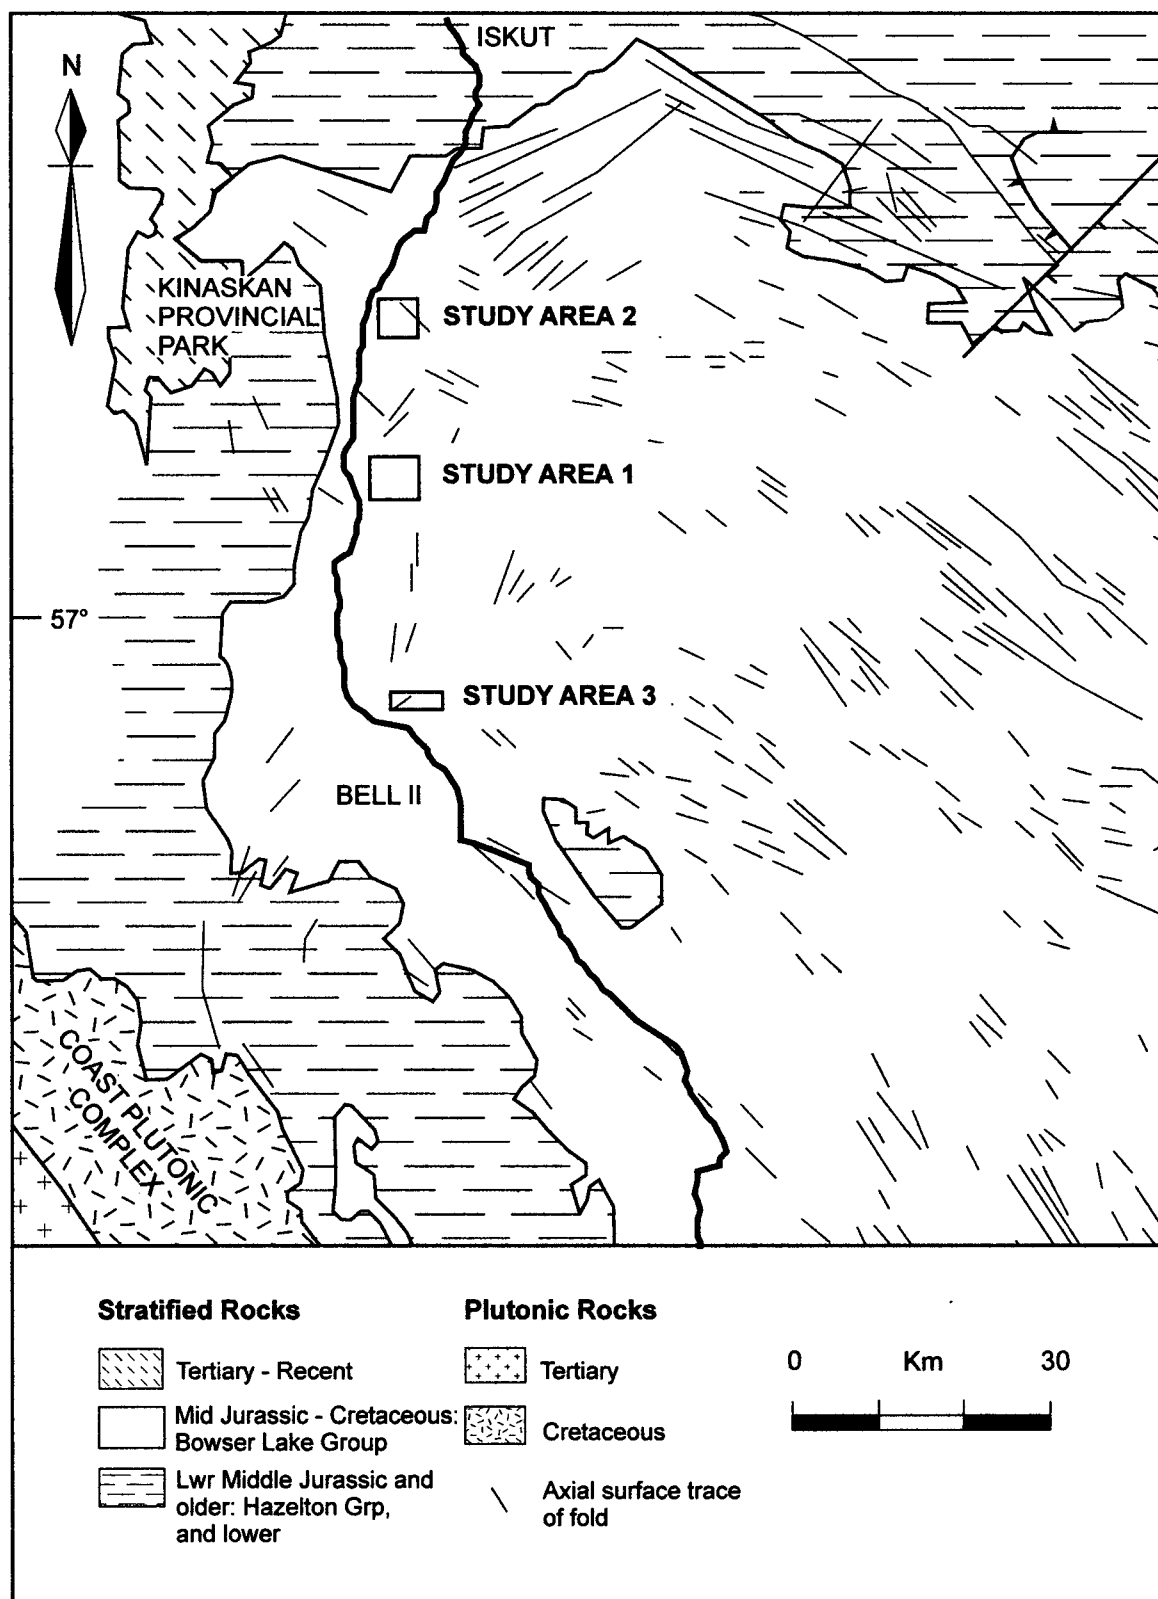 ISKUT
N
KINASKAN
PROVINCIAL
PARK
STUDY AREA 2
STUDY AREA 1
57°
STUDY AREA 3
BELL II
COAST PLUTONIC
COMPLEX
Stratified Rocks
Tertiary - Recent
Mid Jurassic - Cretaceous:
Bowser Lake Group
Lwr Middle Jurassic and
older: Hazelton Grp,
and lower
Plutonic Rocks
Tertiary
Cretaceous
Axial surface trace
of fold
0 Km 30